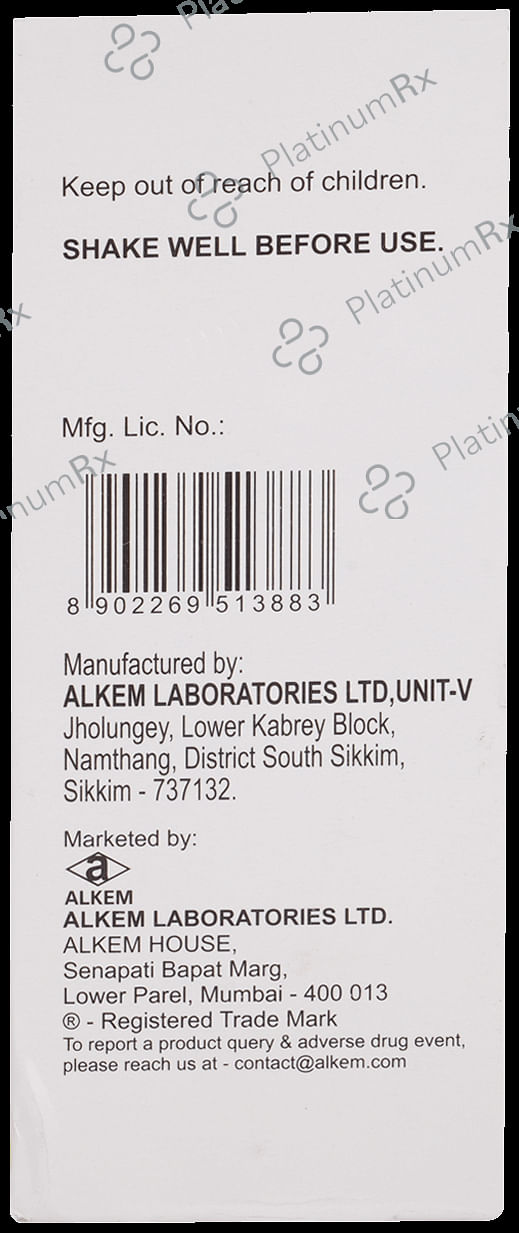 PlatinumRx
Keep out of reach of children.
PlatinumRx
SHAKE WELL BEFORE USE.
Mfg. Lic. No.:
8 902269 513883
Manufactured by:
ALKEM LABORATORIES LTD,UNIT-V
Jholungey, Lower Kabrey Block,
Namthang, District South Sikkim,
Sikkim - 737132.
Marketed by:
a
ALKEM
ALKEM LABORATORIES LTD.
ALKEM HOUSE,
Senapati Bapat Marg,
Lower Parel, Mumbai - 400 013
® - Registered Trade Mark
To report a product query & adverse drug event,
please reach us at - contact@alkem.com